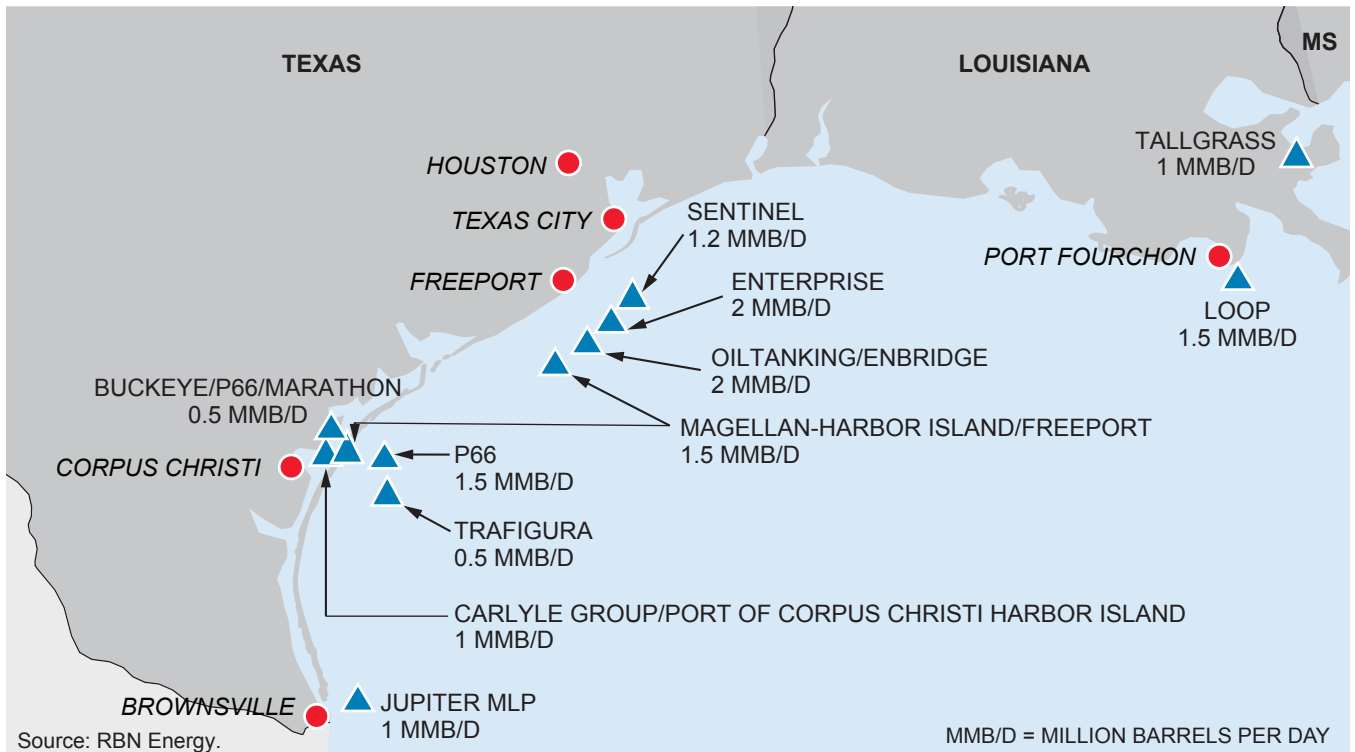 TEXAS
LOUISIANA
MS
TALLGRASS
1 MMB/D
HOUSTON
SENTINEL
1.2 MMB/D
TEXAS CITY
PORT FOURCHON
FREEPORT
ENTERPRISE
2 MMB/D
LOOP
1.5 MMB/D
OILTANKING/ENBRIDGE
2 MMB/D
BUCKEYE/P66/MARATHON
0.5 MMB/D
MAGELLAN-HARBOR ISLAND/FREEPORT
1.5 MMB/D
CORPUS CHRISTI
P66
1.5 MMB/D
TRAFIGURA
0.5 MMB/D
CARLYLE GROUP/PORT OF CORPUS CHRISTI HARBOR ISLAND
1 MMB/D
BROWNSVILLE
JUPITER MLP
1 MMB/D
Source: RBN Energy.
MMB/D = MILLION BARRELS PER DAY